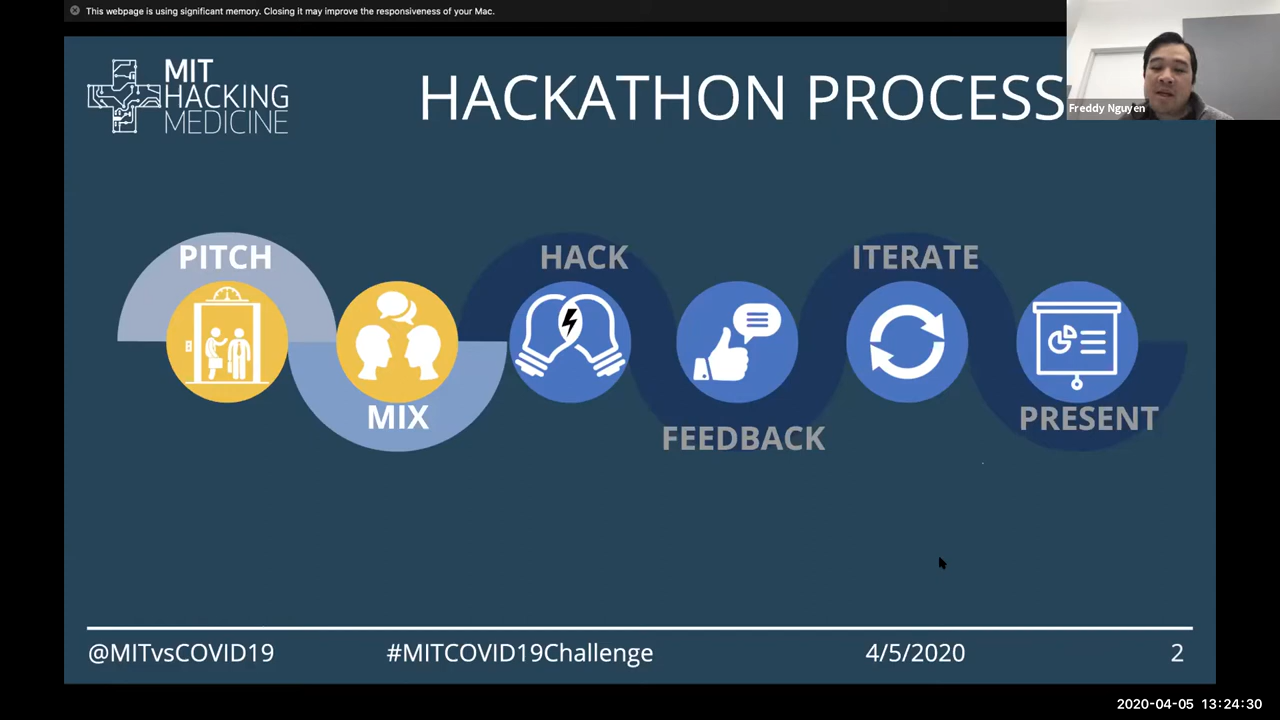 This webpage is using significant memory. Closing it may improve the responsiveness of your Mac.
MIT
HACKING
MEDICINE
HACKATHON PROCESS
Freddy Nguyen
PITCH
HACK
ITERATE
MIX
FEEDBACK
PRESENT
@MITvsCOVID19
#MITCOVID19Challenge
4/5/2020
2
2020-04-05 13:24:30